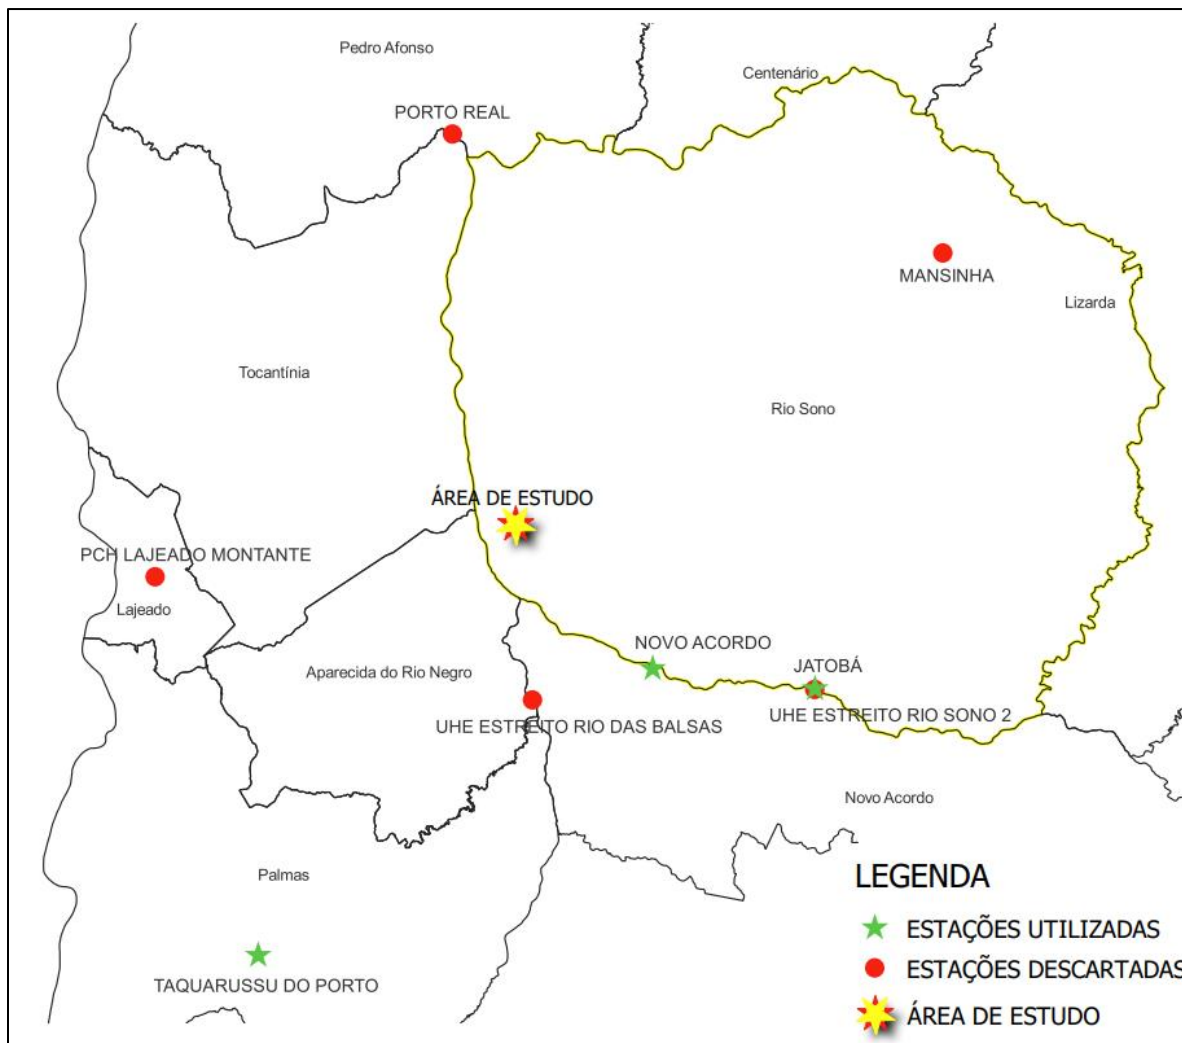 Pedro Afonso
Centenário
PORTO REAL
MANSINHA
Lizarda
Tocantínia
Rio Sono
ÁREA DE ESTUDO
PCH LAJEADO MONTANTE
Lajeado
NOVO ACORDO
JATOBÁ
Aparecida do Rio Negro
UHE ESTREITO RIO SONO 2
UHE ESTREITO RIO DAS BALSAS
Novo Acordo
Palmas
LEGENDA
ESTAÇÕES UTILIZADAS
ESTAÇÕES DESCARTADAS
TAQUARUSSU DO PORTO
ÁREA DE ESTUDO